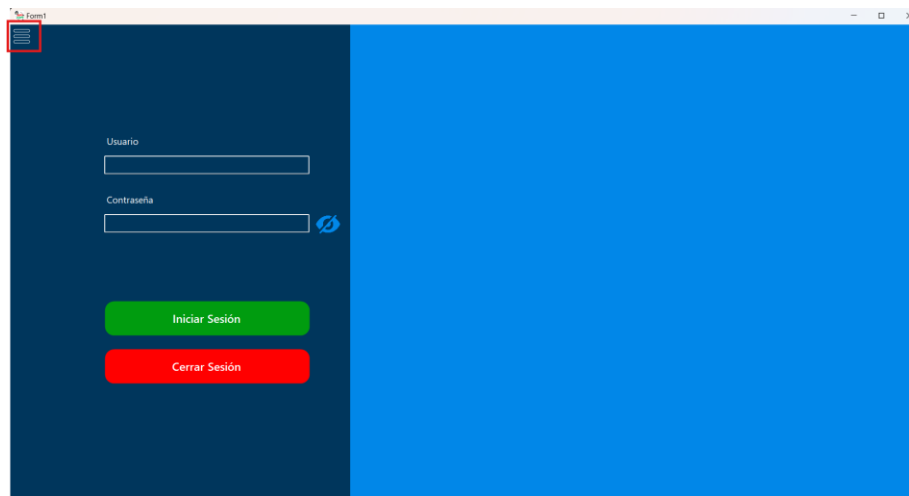 Form1
Usuario
Contraseña
Iniciar Sesión
Cerrar Sesión